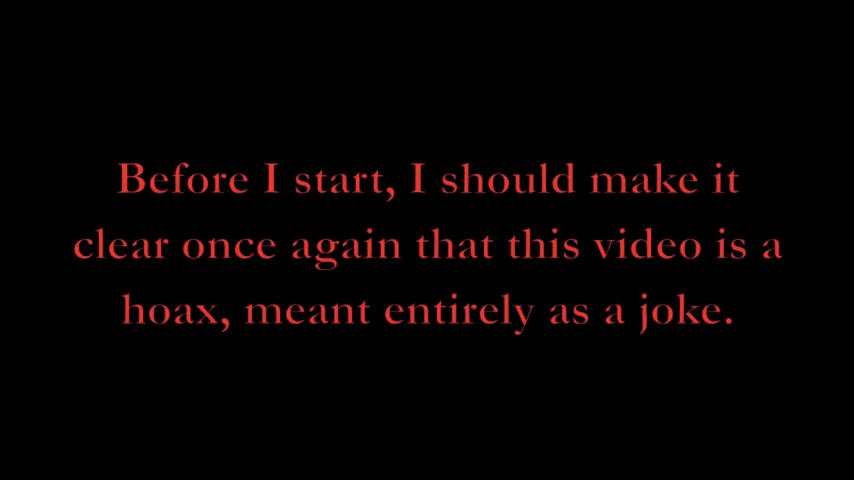 Before I start, I should make it
clear once again that this video is a
hoax, meant entirely as a joke.